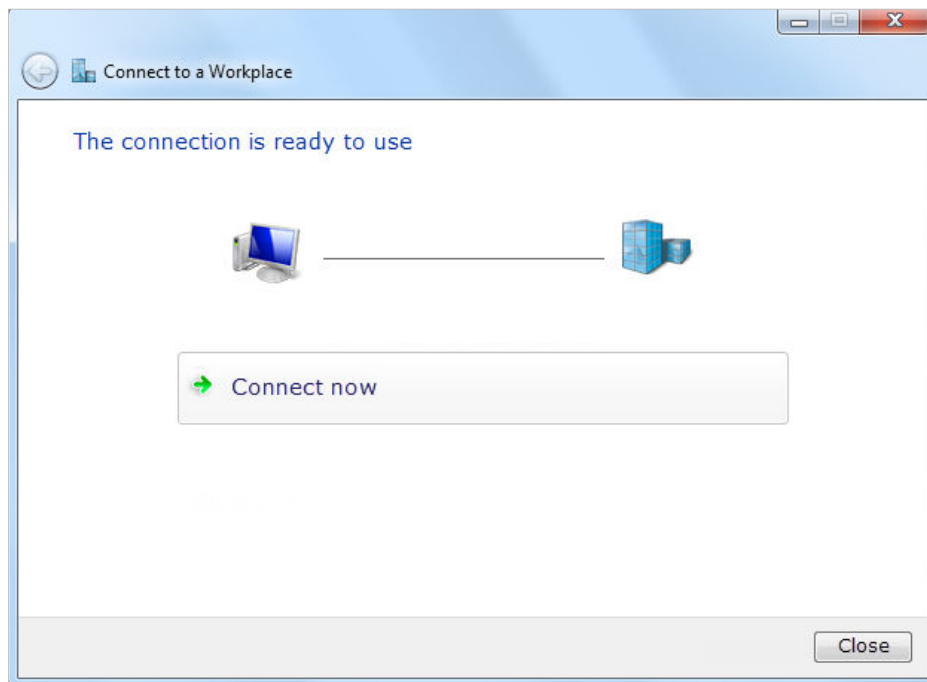 Connect to a Workplace
The connection is ready to use
Connect now
Close